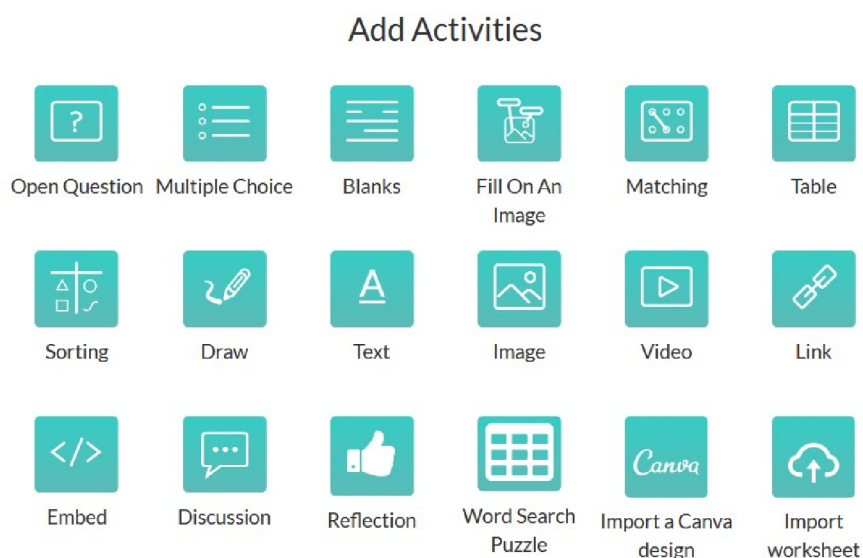 Add Activities
?
Open Question Multiple Choice Blanks Fill On An Matching Table
Image
A
Sorting Draw Text Image Video Link
</>
Canva
Embed Discussion Reflection Word Search Import a Canva Import
Puzzle design worksheet